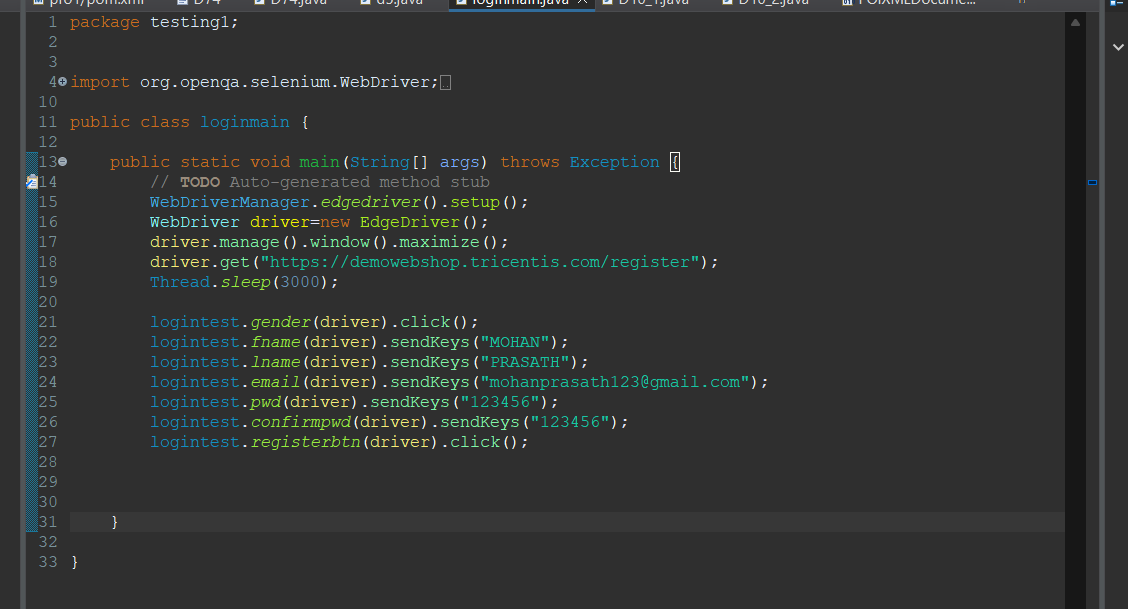 pro1/pom.xml D74 D74.java d9.java loginmain.java D10_1.java D10_2.java POIXMLDocume...
1 package testing1;
2
3
4 import org.openqa.selenium.WebDriver;
10
11 public class loginmain {
12
13 public static void main(String[] args) throws Exception {
14 // TODO Auto-generated method stub
15 WebDriverManager.edgedriver().setup();
16 WebDriver driver=new EdgeDriver();
17 driver.manage().window().maximize();
18 driver.get("https://demowebshop.tricentis.com/register");
19 Thread.sleep(3000);
20
21 logintest.gender(driver).click();
22 logintest.fname(driver).sendKeys("MOHAN");
23 logintest.lname(driver).sendKeys("PRASATH");
24 logintest.email(driver).sendKeys("mohanprasath123@gmail.com");
25 logintest.pwd(driver).sendKeys("123456");
26 logintest.confirmpwd(driver).sendKeys("123456");
27 logintest.registerbtn(driver).click();
28
29
30
31 }
32
33 }